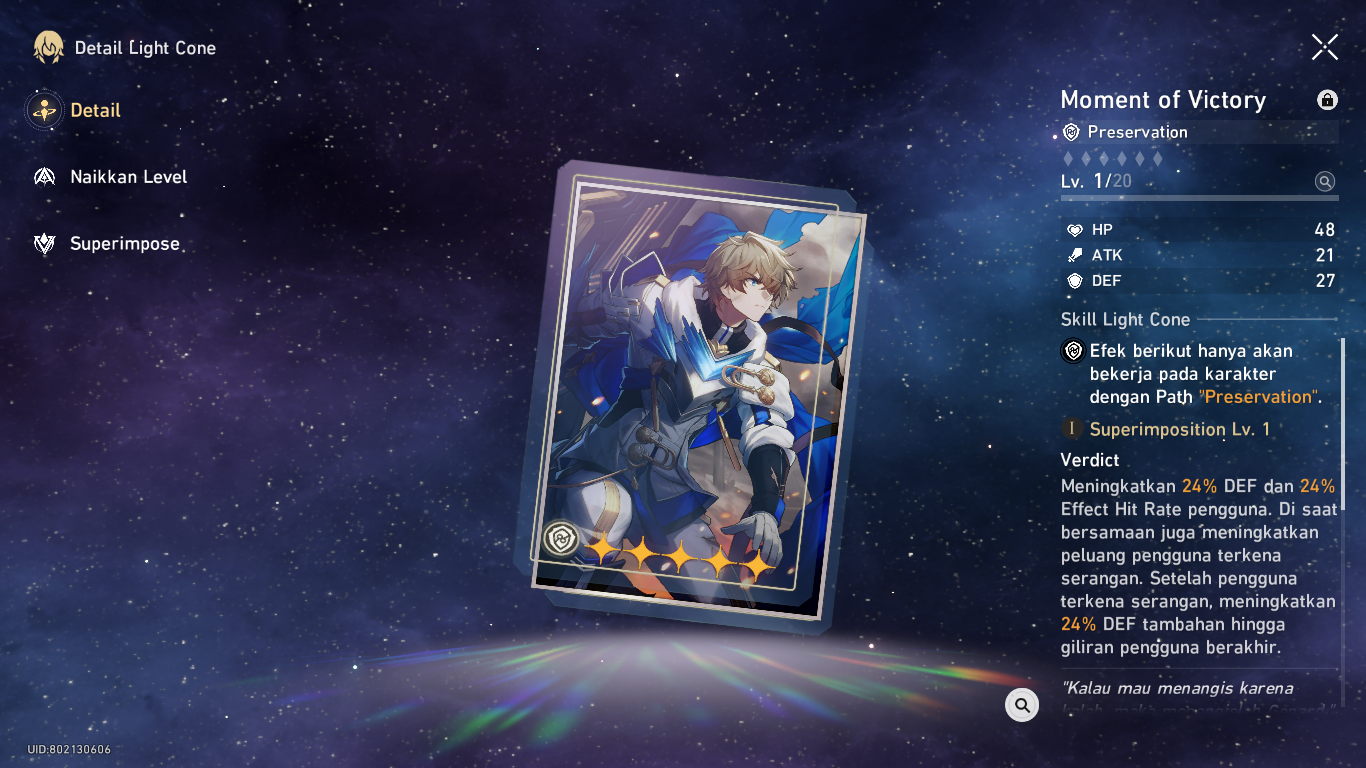 Detail Light Cone
Detail
Naikkan Level
Superimpose
Moment of Victory
Preservation
Lv. 1/20
HP 48
ATK 21
DEF 27
Skill Light Cone
Efek berikut hanya akan
bekerja pada karakter
dengan Path "Preservation".
I Superimposition Lv. 1
Verdict
Meningkatkan 24% DEF dan 24%
Effect Hit Rate pengguna. Di saat
bersamaan juga meningkatkan
peluang pengguna terkena
serangan. Setelah pengguna
terkena serangan, meningkatkan
24% DEF tambahan hingga
giliran pengguna berakhir.
"Kalau mau menangis karena
UID:802130606